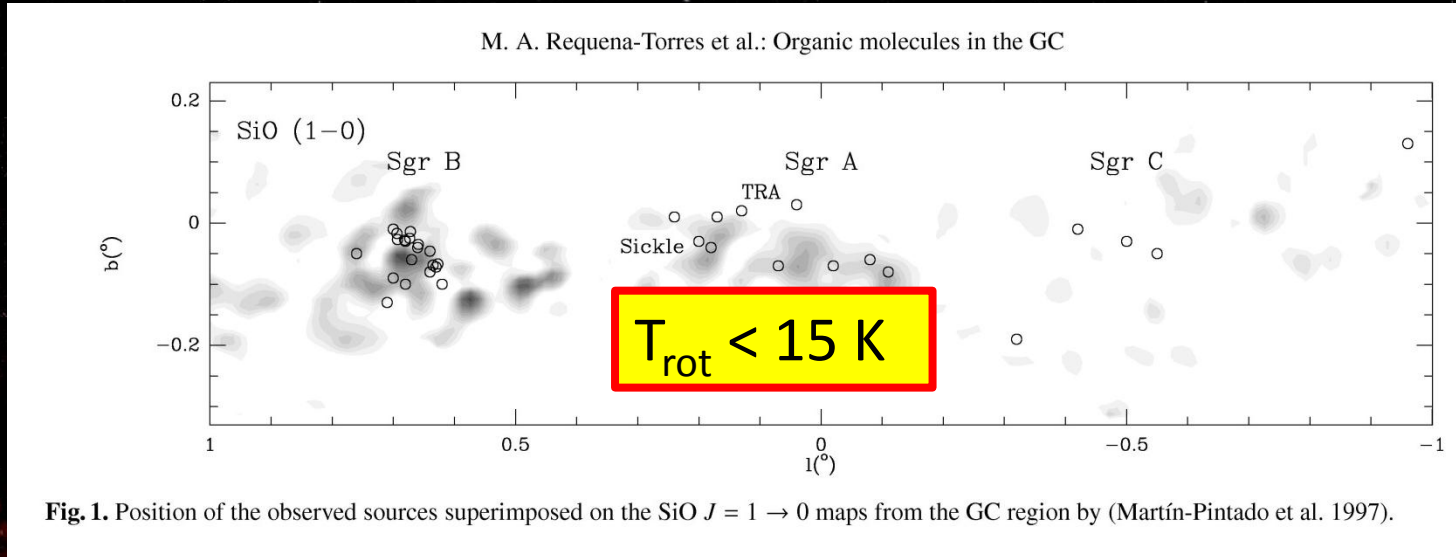 M. A. Requena-Torres et al.: Organic molecules in the GC
0.2
SiO (1−0)
Sgr B
Sgr A
Sgr C
TRA
0
Sickle
b(°)
T_rot < 15 K
−0.2
1
0.5
0
−0.5
−1
l(°)
Fig. 1. Position of the observed sources superimposed on the SiO J = 1 → 0 maps from the GC region by (Martín-Pintado et al. 1997).